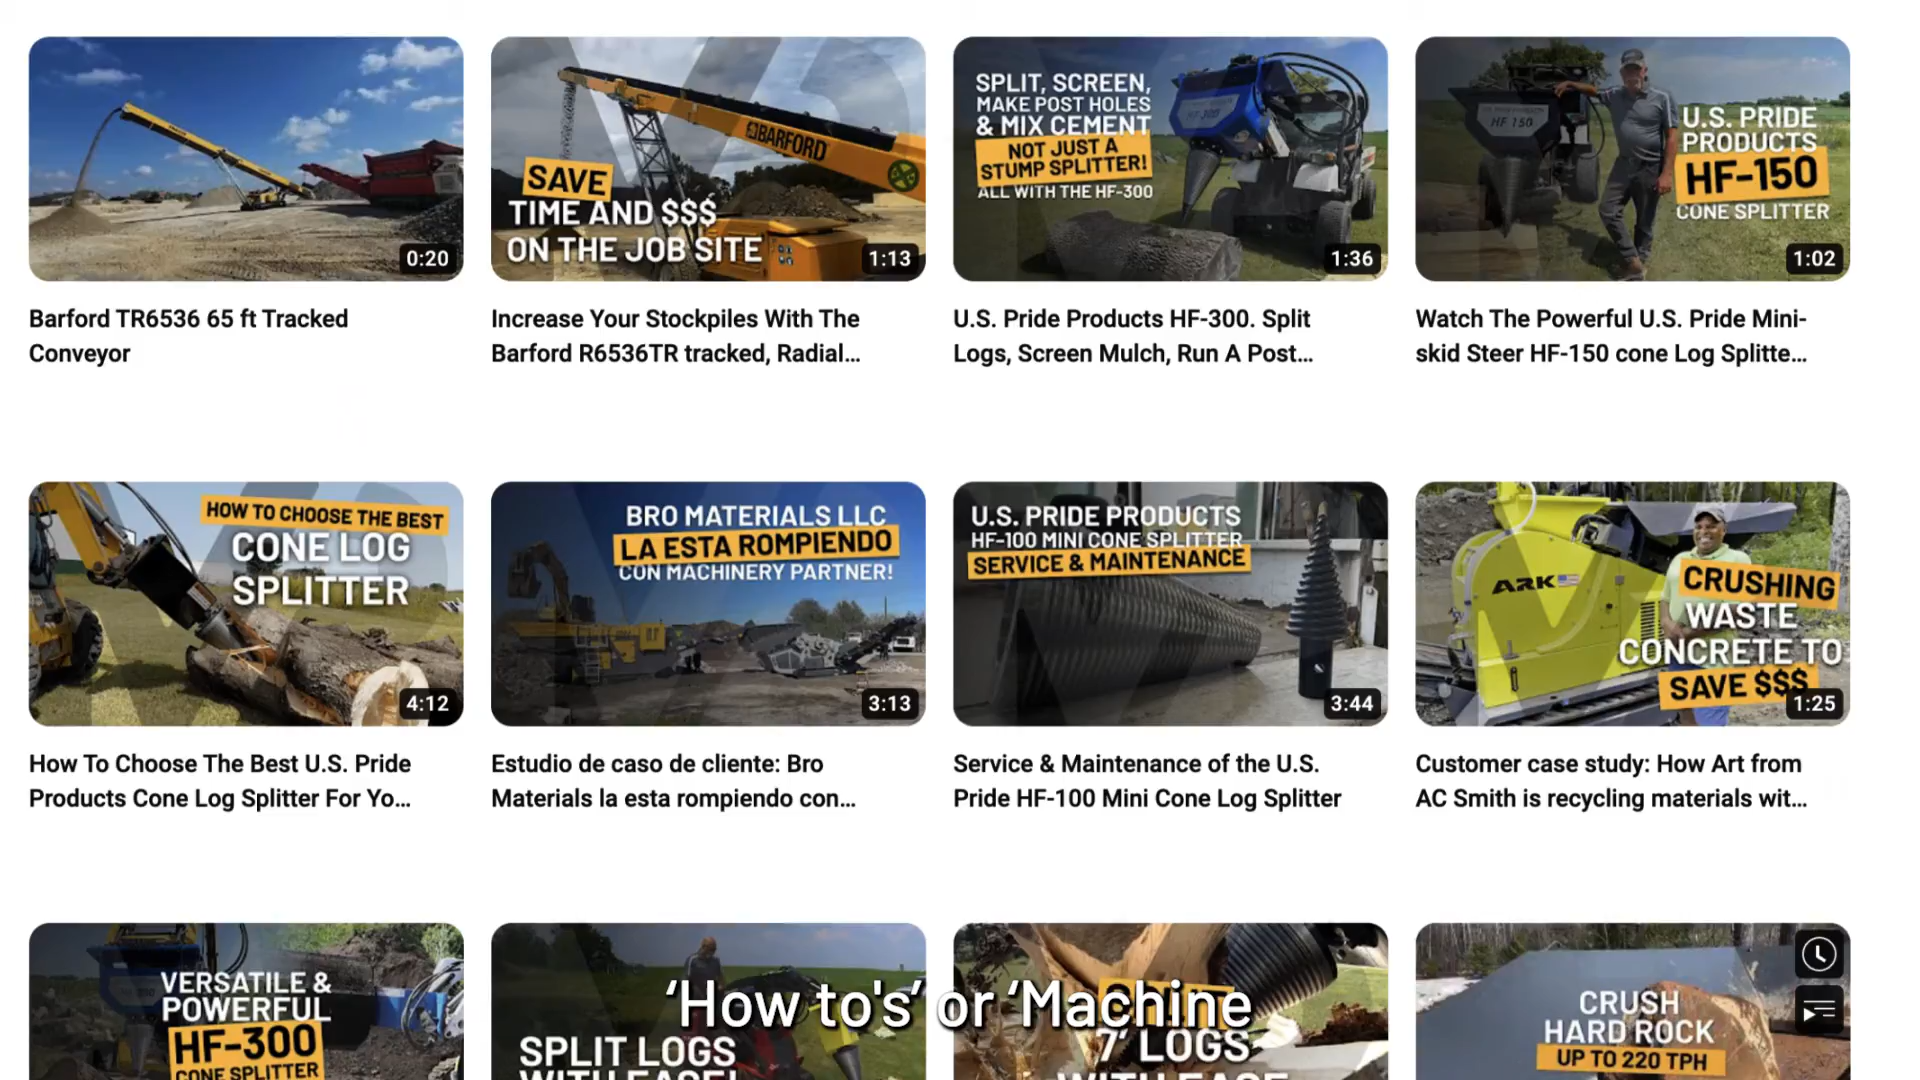 0:20
SAVE
TIME AND $$$
ON THE JOB SITE
BARFORD
1:13
SPLIT, SCREEN,
MAKE POST HOLES
& MIX CEMENT
NOT JUST A
STUMP SPLITTER!
ALL WITH THE HF-300
HF 300
1:36
HF 150
U.S. PRIDE
PRODUCTS
HF-150
CONE SPLITTER
1:02
Barford TR6536 65 ft Tracked
Conveyor
Increase Your Stockpiles With The
Barford R6536TR tracked, Radial...
U.S. Pride Products HF-300. Split
Logs, Screen Mulch, Run A Post...
Watch The Powerful U.S. Pride Mini-
skid Steer HF-150 cone Log Splitte...
HOW TO CHOOSE THE BEST
CONE LOG
SPLITTER
4:12
BRO MATERIALS LLC
LA ESTA ROMPIENDO
CON MACHINERY PARTNER!
3:13
U.S. PRIDE PRODUCTS
HF-100 MINI CONE SPLITTER
SERVICE & MAINTENANCE
3:44
ARK
CRUSHING
WASTE
CONCRETE TO
SAVE $$$
1:25
How To Choose The Best U.S. Pride
Products Cone Log Splitter For Yo...
Estudio de caso de cliente: Bro
Materials la esta rompiendo con...
Service & Maintenance of the U.S.
Pride HF-100 Mini Cone Log Splitter
Customer case study: How Art from
AC Smith is recycling materials wit...
VERSATILE &
POWERFUL
HF-300
CONE SPLITTER
SPLIT LOGS
WITH EASE!
7' LOGS
WITH EASE
CRUSH
HARD ROCK
UP TO 220 TPH
‘How to's’ or ‘Machine